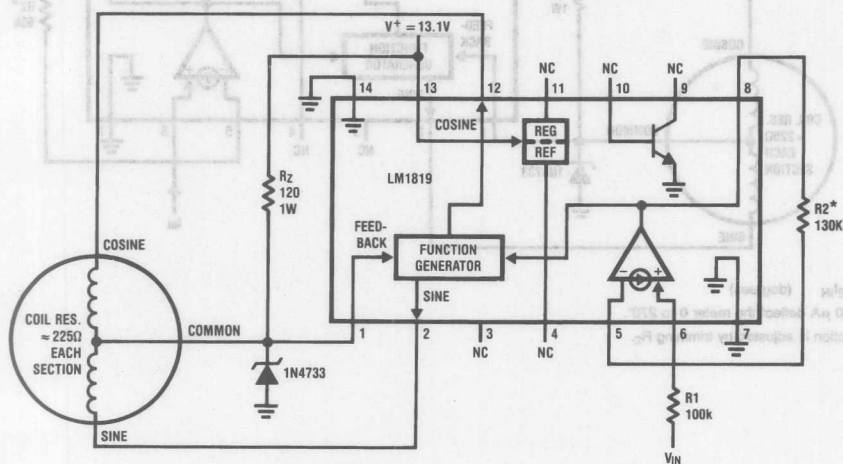 V+ = 13.1V
NC
NC
NC
14
13
12
11
10
9
8
COSINE
REG
REF
LM1819
RZ
120
1W
R2*
130K
COSINE
FEED-
BACK
FUNCTION
GENERATOR
SINE
- +
COIL RES.
≈ 225Ω
EACH
SECTION
COMMON
1
2
3
4
5
6
7
NC
NC
1N4733
SINE
R1
100k
VIN